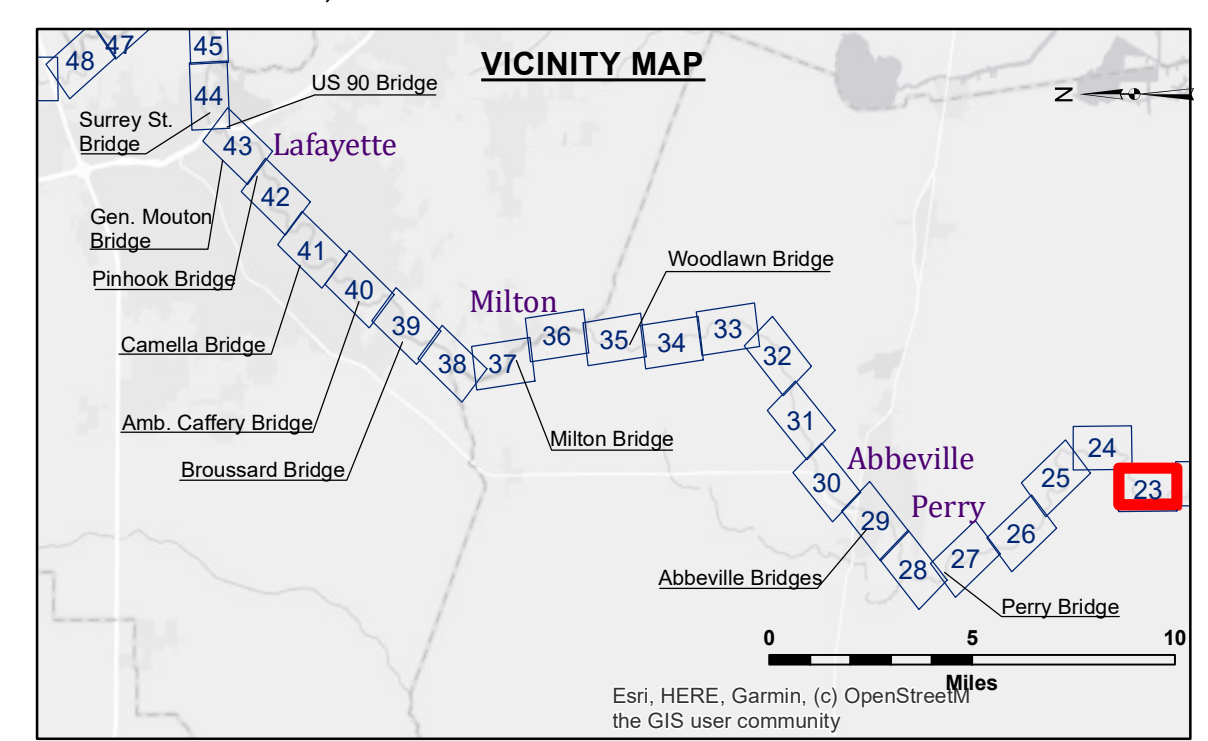 VICINITY MAP
48
47
45
44
US 90 Bridge
Surrey St.
Bridge
43
Lafayette
Gen. Mouton
Bridge
42
Pinhook Bridge
41
40
Camella Bridge
39
Amb. Caffery Bridge
38
Broussard Bridge
Milton
37
36
Milton Bridge
35
Woodlawn Bridge
34
33
32
31
30
Abbeville
29
Perry
Abbeville Bridges
28
27
Perry Bridge
26
25
24
23
N
0 5 10
Miles
Esri, HERE, Garmin, (c) OpenStreetM
the GIS user community